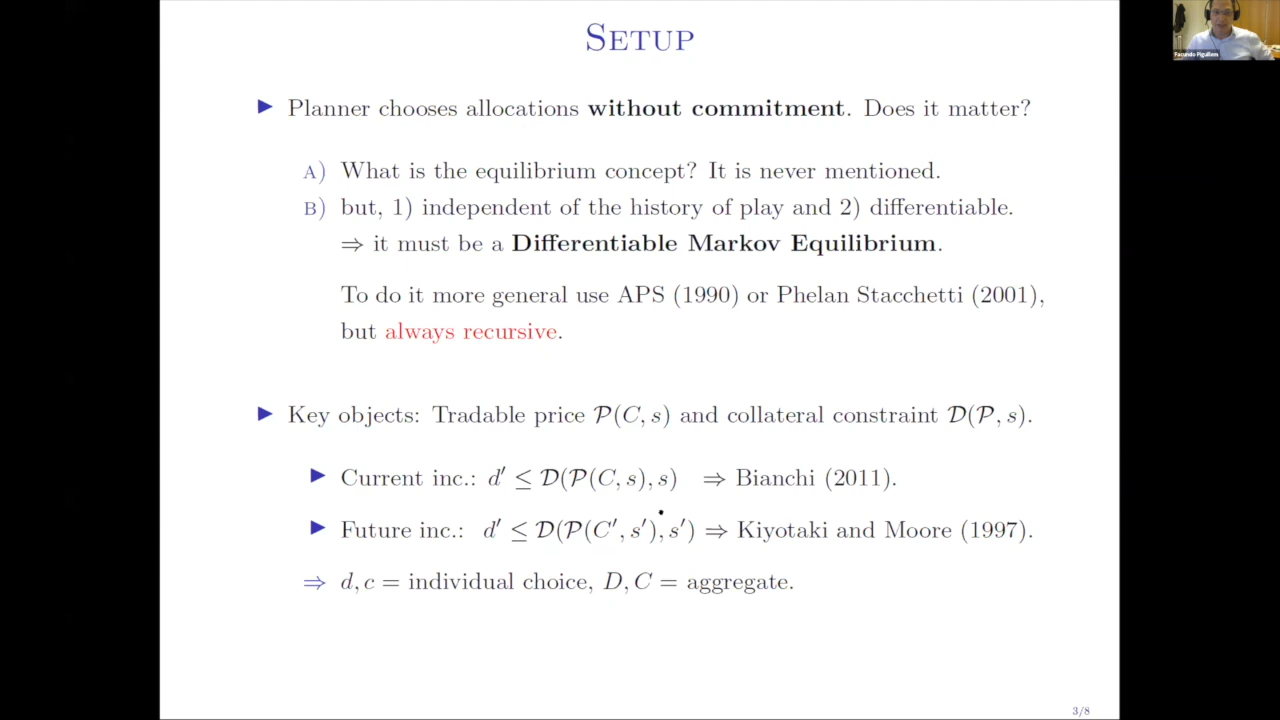 SETUP
Planner chooses allocations without commitment. Does it matter?
A) What is the equilibrium concept? It is never mentioned.
B) but, 1) independent of the history of play and 2) differentiable.
⇒ it must be a Differentiable Markov Equilibrium.
To do it more general use APS (1990) or Phelan Stacchetti (2001),
but always recursive.
Key objects: Tradable price 𝒫(C, s) and collateral constraint 𝒟(𝒫, s).
Current inc.: d′ ≤ 𝒟(𝒫(C, s), s) ⇒ Bianchi (2011).
Future inc.: d′ ≤ 𝒟(𝒫(C′, s′), s′) ⇒ Kiyotaki and Moore (1997).
⇒ d, c = individual choice, D, C = aggregate.
3/8
Facundo Piguillem